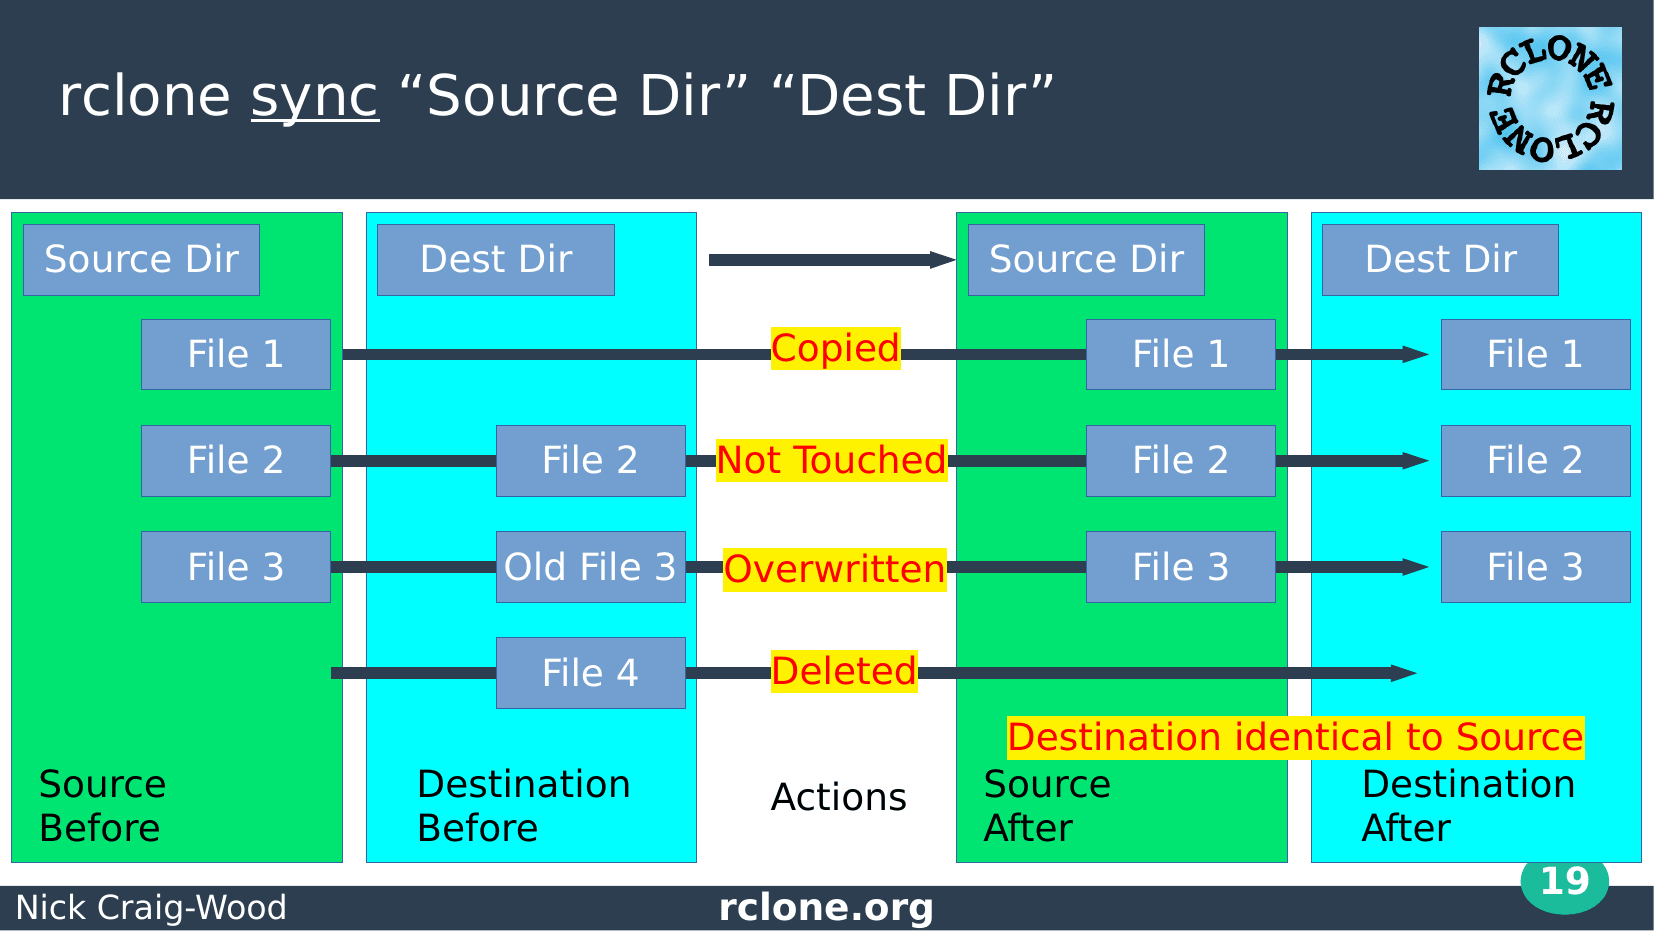 rclone sync “Source Dir” “Dest Dir”
RCLONE RCLONE
Source Dir
Dest Dir
Source Dir
Dest Dir
File 1
Copied
File 1
File 1
File 2
File 2
Not Touched
File 2
File 2
File 3
Old File 3
Overwritten
File 3
File 3
File 4
Deleted
Destination identical to Source
Source
Before
Destination
Before
Actions
Source
After
Destination
After
Nick Craig-Wood
rclone.org
19